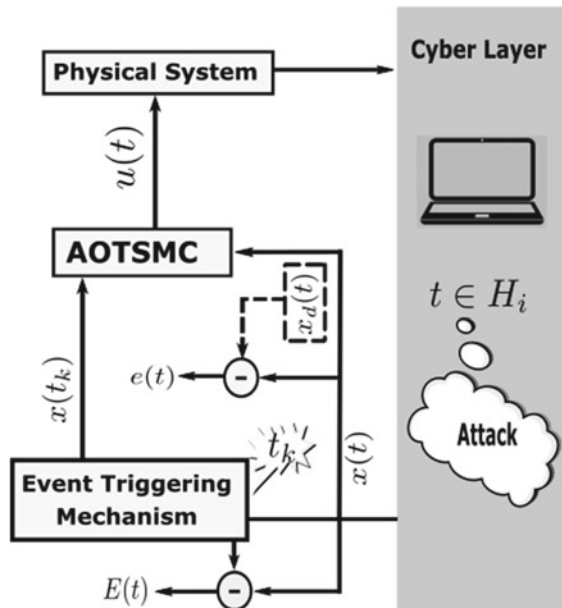 Physical System
Cyber Layer
u(t)
AOTSMC
x_d(t)
t ∈ H_i
e(t)
-
x(t_k)
t_k
x(t)
Attack
Event Triggering
Mechanism
E(t)
-